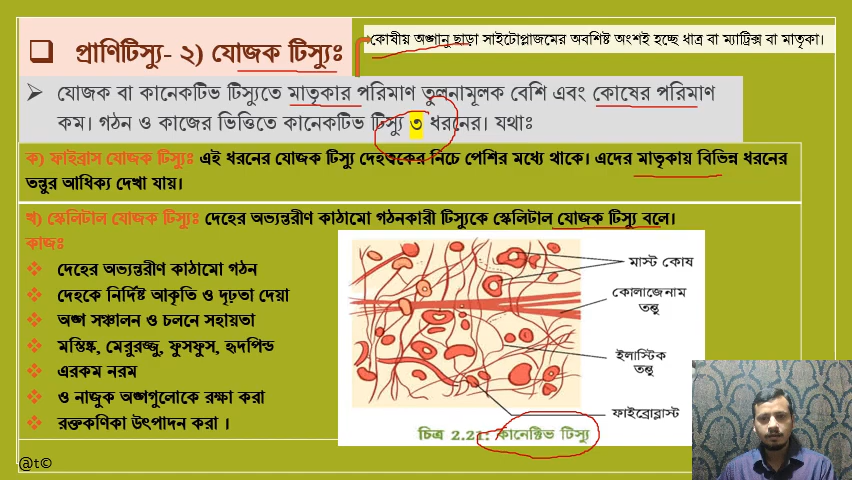 কোষীয় অঙ্গানু ছাড়া সাইটোপ্লাজমের অবশিষ্ট অংশই হচ্ছে ধাত্র বা ম্যাট্রিক্স বা মাতৃকা।
প্রাণিটিস্যু- ২) যোজক টিস্যুঃ
যোজক বা কানেকটিভ টিস্যুতে মাতৃকার পরিমাণ তুলনামূলক বেশি এবং কোষের পরিমাণ
কম। গঠন ও কাজের ভিত্তিতে কানেকটিভ টিস্যু ৩ ধরনের। যথাঃ
ক) ফাইব্রাস যোজক টিস্যুঃ এই ধরনের যোজক টিস্যু দেহত্বকের নিচে পেশির মধ্যে থাকে। এদের মাতৃকায় বিভিন্ন ধরনের
তন্তুর আধিক্য দেখা যায়।
খ) স্কেলিটাল যোজক টিস্যুঃ দেহের অভ্যন্তরীণ কাঠামো গঠনকারী টিস্যুকে স্কেলিটাল যোজক টিস্যু বলে।
কাজঃ
দেহের অভ্যন্তরীণ কাঠামো গঠন
দেহকে নির্দিষ্ট আকৃতি ও দৃঢ়তা দেয়া
অঙ্গ সঞ্চালন ও চলনে সহায়তা
মস্তিষ্ক, মেরুরজ্জু, ফুসফুস, হৃদপিন্ড
এরকম নরম
ও নাজুক অঙ্গগুলোকে রক্ষা করা
রক্তকণিকা উৎপাদন করা ।
মাস্ট কোষ
কোলাজেনাম
তন্তু
ইলাস্টিক
তন্তু
ফাইব্রোব্লাস্ট
চিত্র 2.21: কানেক্টিভ টিস্যু
@t©